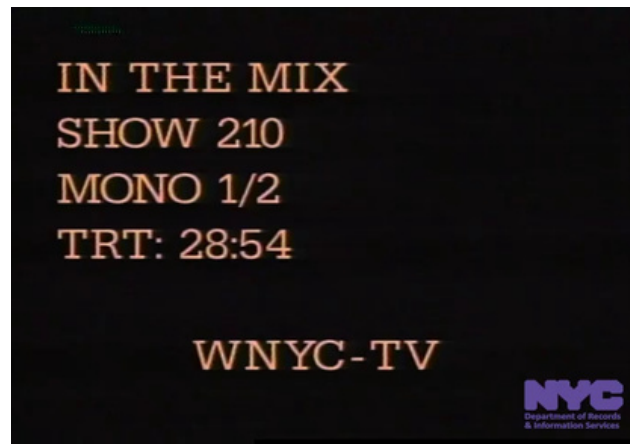 IN THE MIX
SHOW 210
MONO 1/2
TRT: 28:54
WNYC-TV
NYC
Department of Records
& Information Services